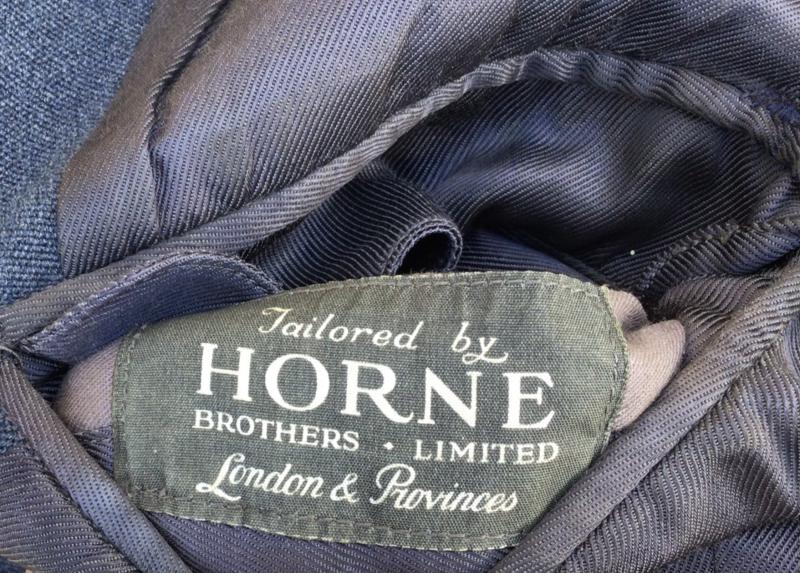 Tailored by
HORNE
BROTHERS • LIMITED
London & Provinces